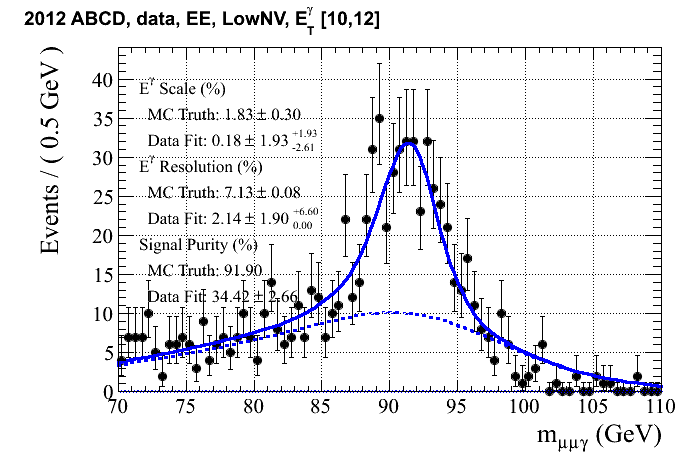 2012 ABCD, data, EE, LowNV, E_T^γ [10,12]
Events / ( 0.5 GeV )
40
35
30
25
20
15
10
5
0
E^γ Scale (%)
MC Truth: 1.83 ± 0.30
Data Fit: 0.18 ± 1.93 +1.93 -2.61
E^γ Resolution (%)
MC Truth: 7.13 ± 0.08
Data Fit: 2.14 ± 1.90 +6.60 0.00
Signal Purity (%)
MC Truth: 91.90
Data Fit: 34.42 ± 2.66
70 75 80 85 90 95 100 105 110
m_μμγ (GeV)